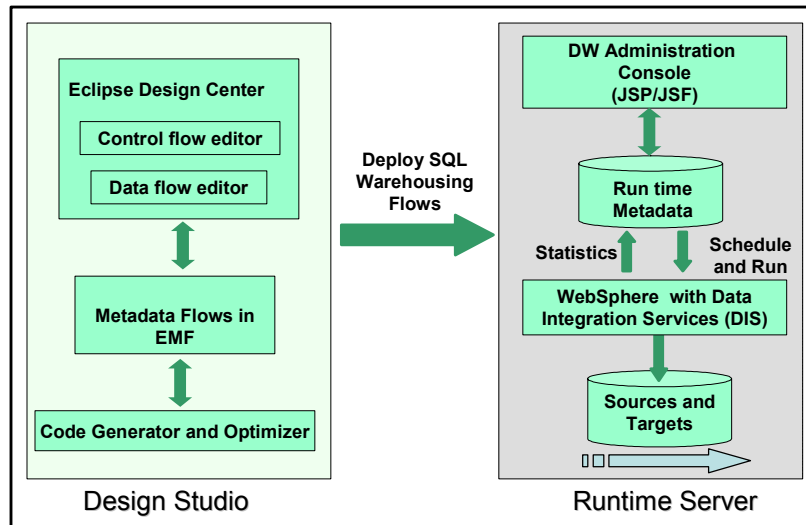 Eclipse Design Center
Control flow editor
Data flow editor
Metadata Flows in
EMF
Code Generator and Optimizer
Design Studio
Deploy SQL
Warehousing
Flows
DW Administration
Console
(JSP/JSF)
Run time
Metadata
Statistics
Schedule
and Run
WebSphere with Data
Integration Services (DIS)
Sources and
Targets
Runtime Server